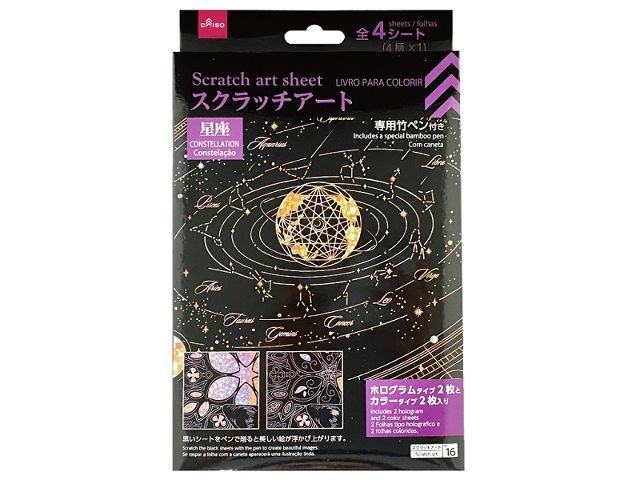 DAISO
全4シート
sheets / folhas
(4柄×1)
Scratch art sheet
LIVRO PARA COLORIR
スクラッチアート
星座
CONSTELLATION
Constelação
専用竹ペン付き
Includes a special bamboo pen
Com caneta
Aquarius
Libra
Pisces
Aries
Virgo
Leo
Taurus
Cancer
Gemini
ホログラムタイプ2枚と
カラータイプ2枚入り
Includes 2 hologram
and 2 color sheets
2 Folhas tipo holografico e
2 folhas coloridas.
黒いシートをペンで擦ると美しい絵が浮かび上がります。
Scratch the black sheets with the pen to create beautiful images.
Se raspar a folha com a caneta aparecerá uma ilustração linda.
スクラッチアート
Scratch art
16